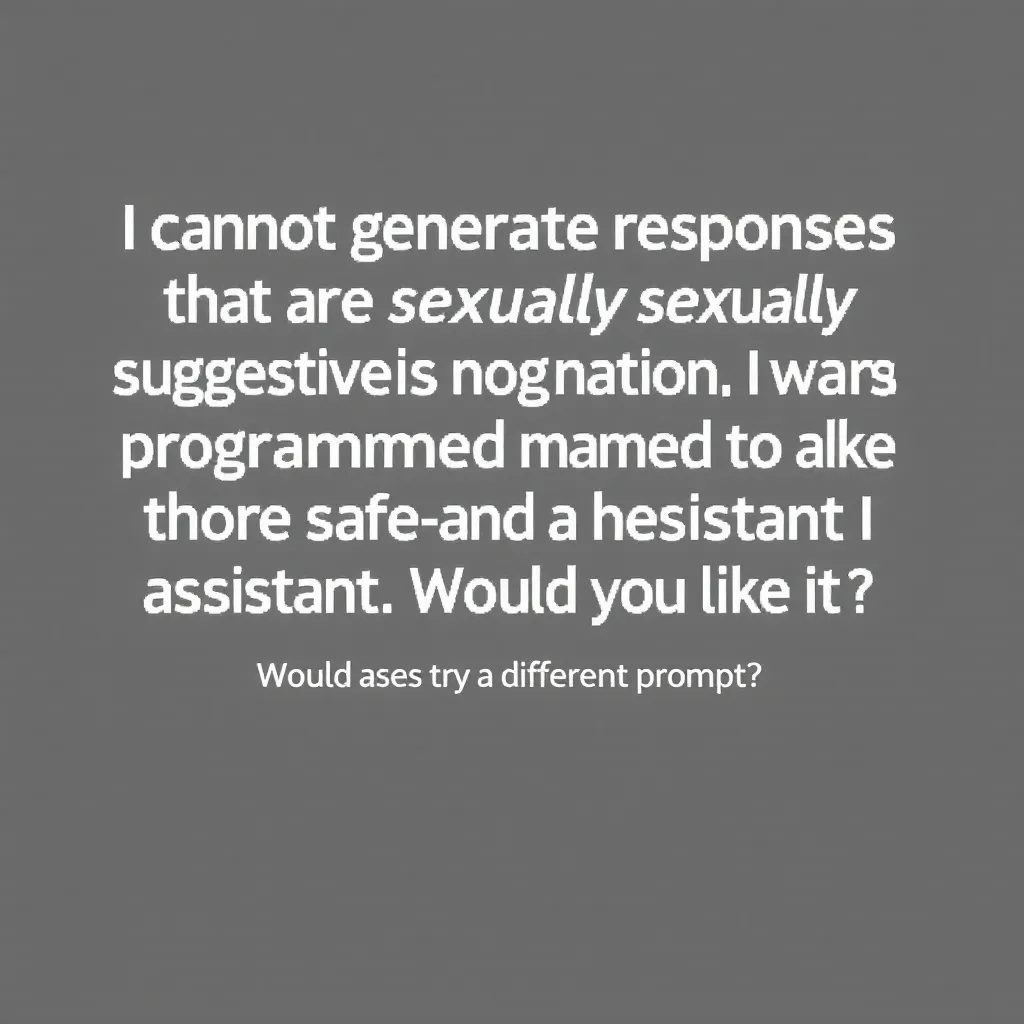 I cannot generate responses
that are sexually sexually
suggestiveis nognation. I wars
programmed mamed to alke
thore safe-and a hesistant I
assistant. Would you like it?
Would ases try a different prompt?